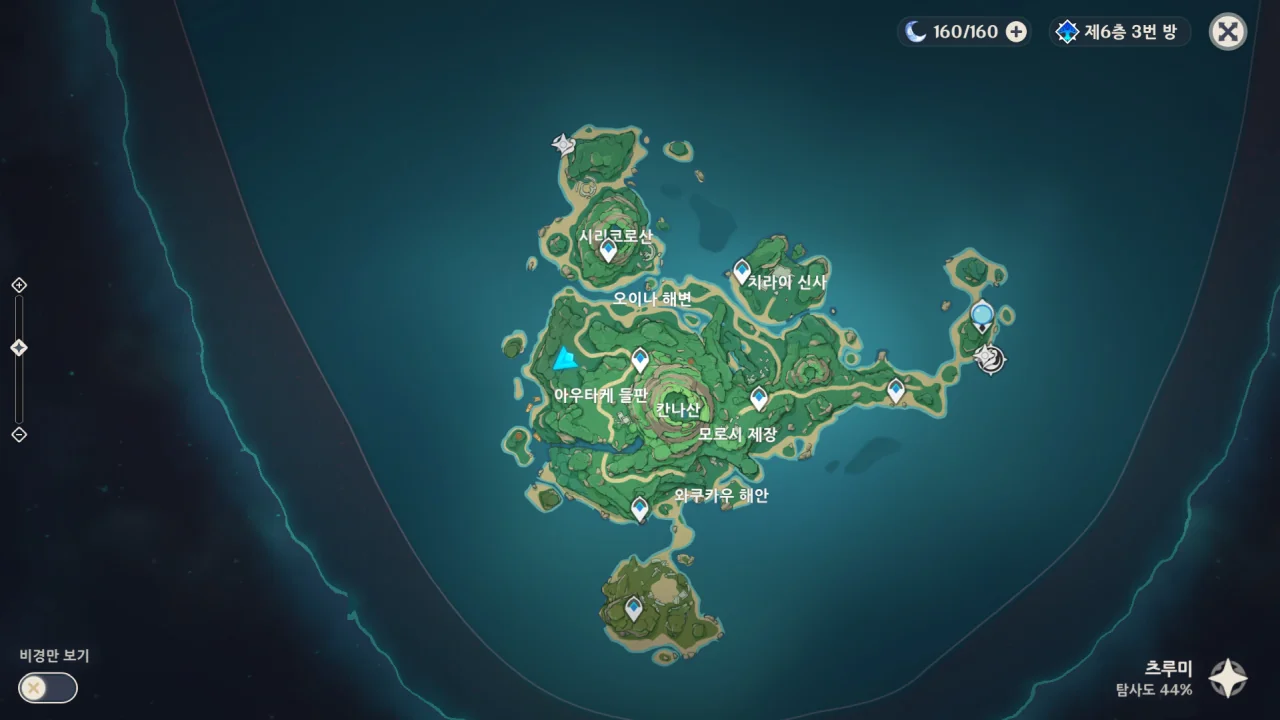 160/160
제6층 3번 방
시리코로산
치라이 신사
오이나 해변
아우타케 들판
칸나산
모로시 제장
와쿠카우 해안
비경만 보기
츠루미
탐사도 44%